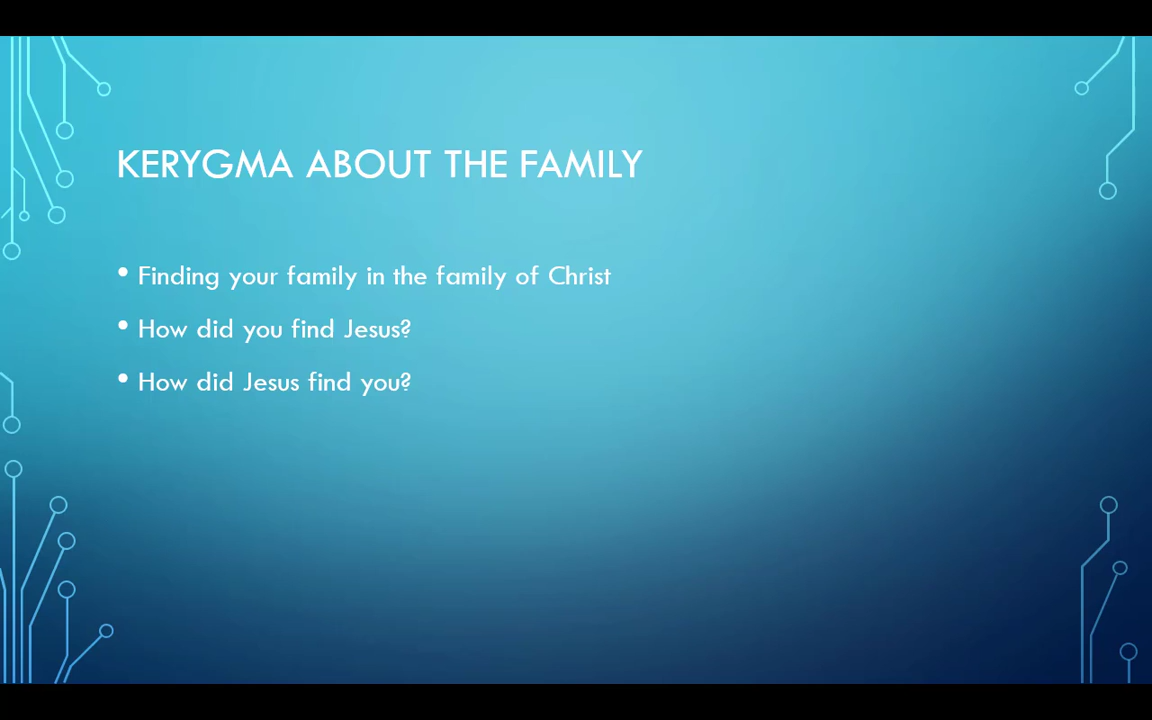 KERYGMA ABOUT THE FAMILY
• Finding your family in the family of Christ
• How did you find Jesus?
• How did Jesus find you?